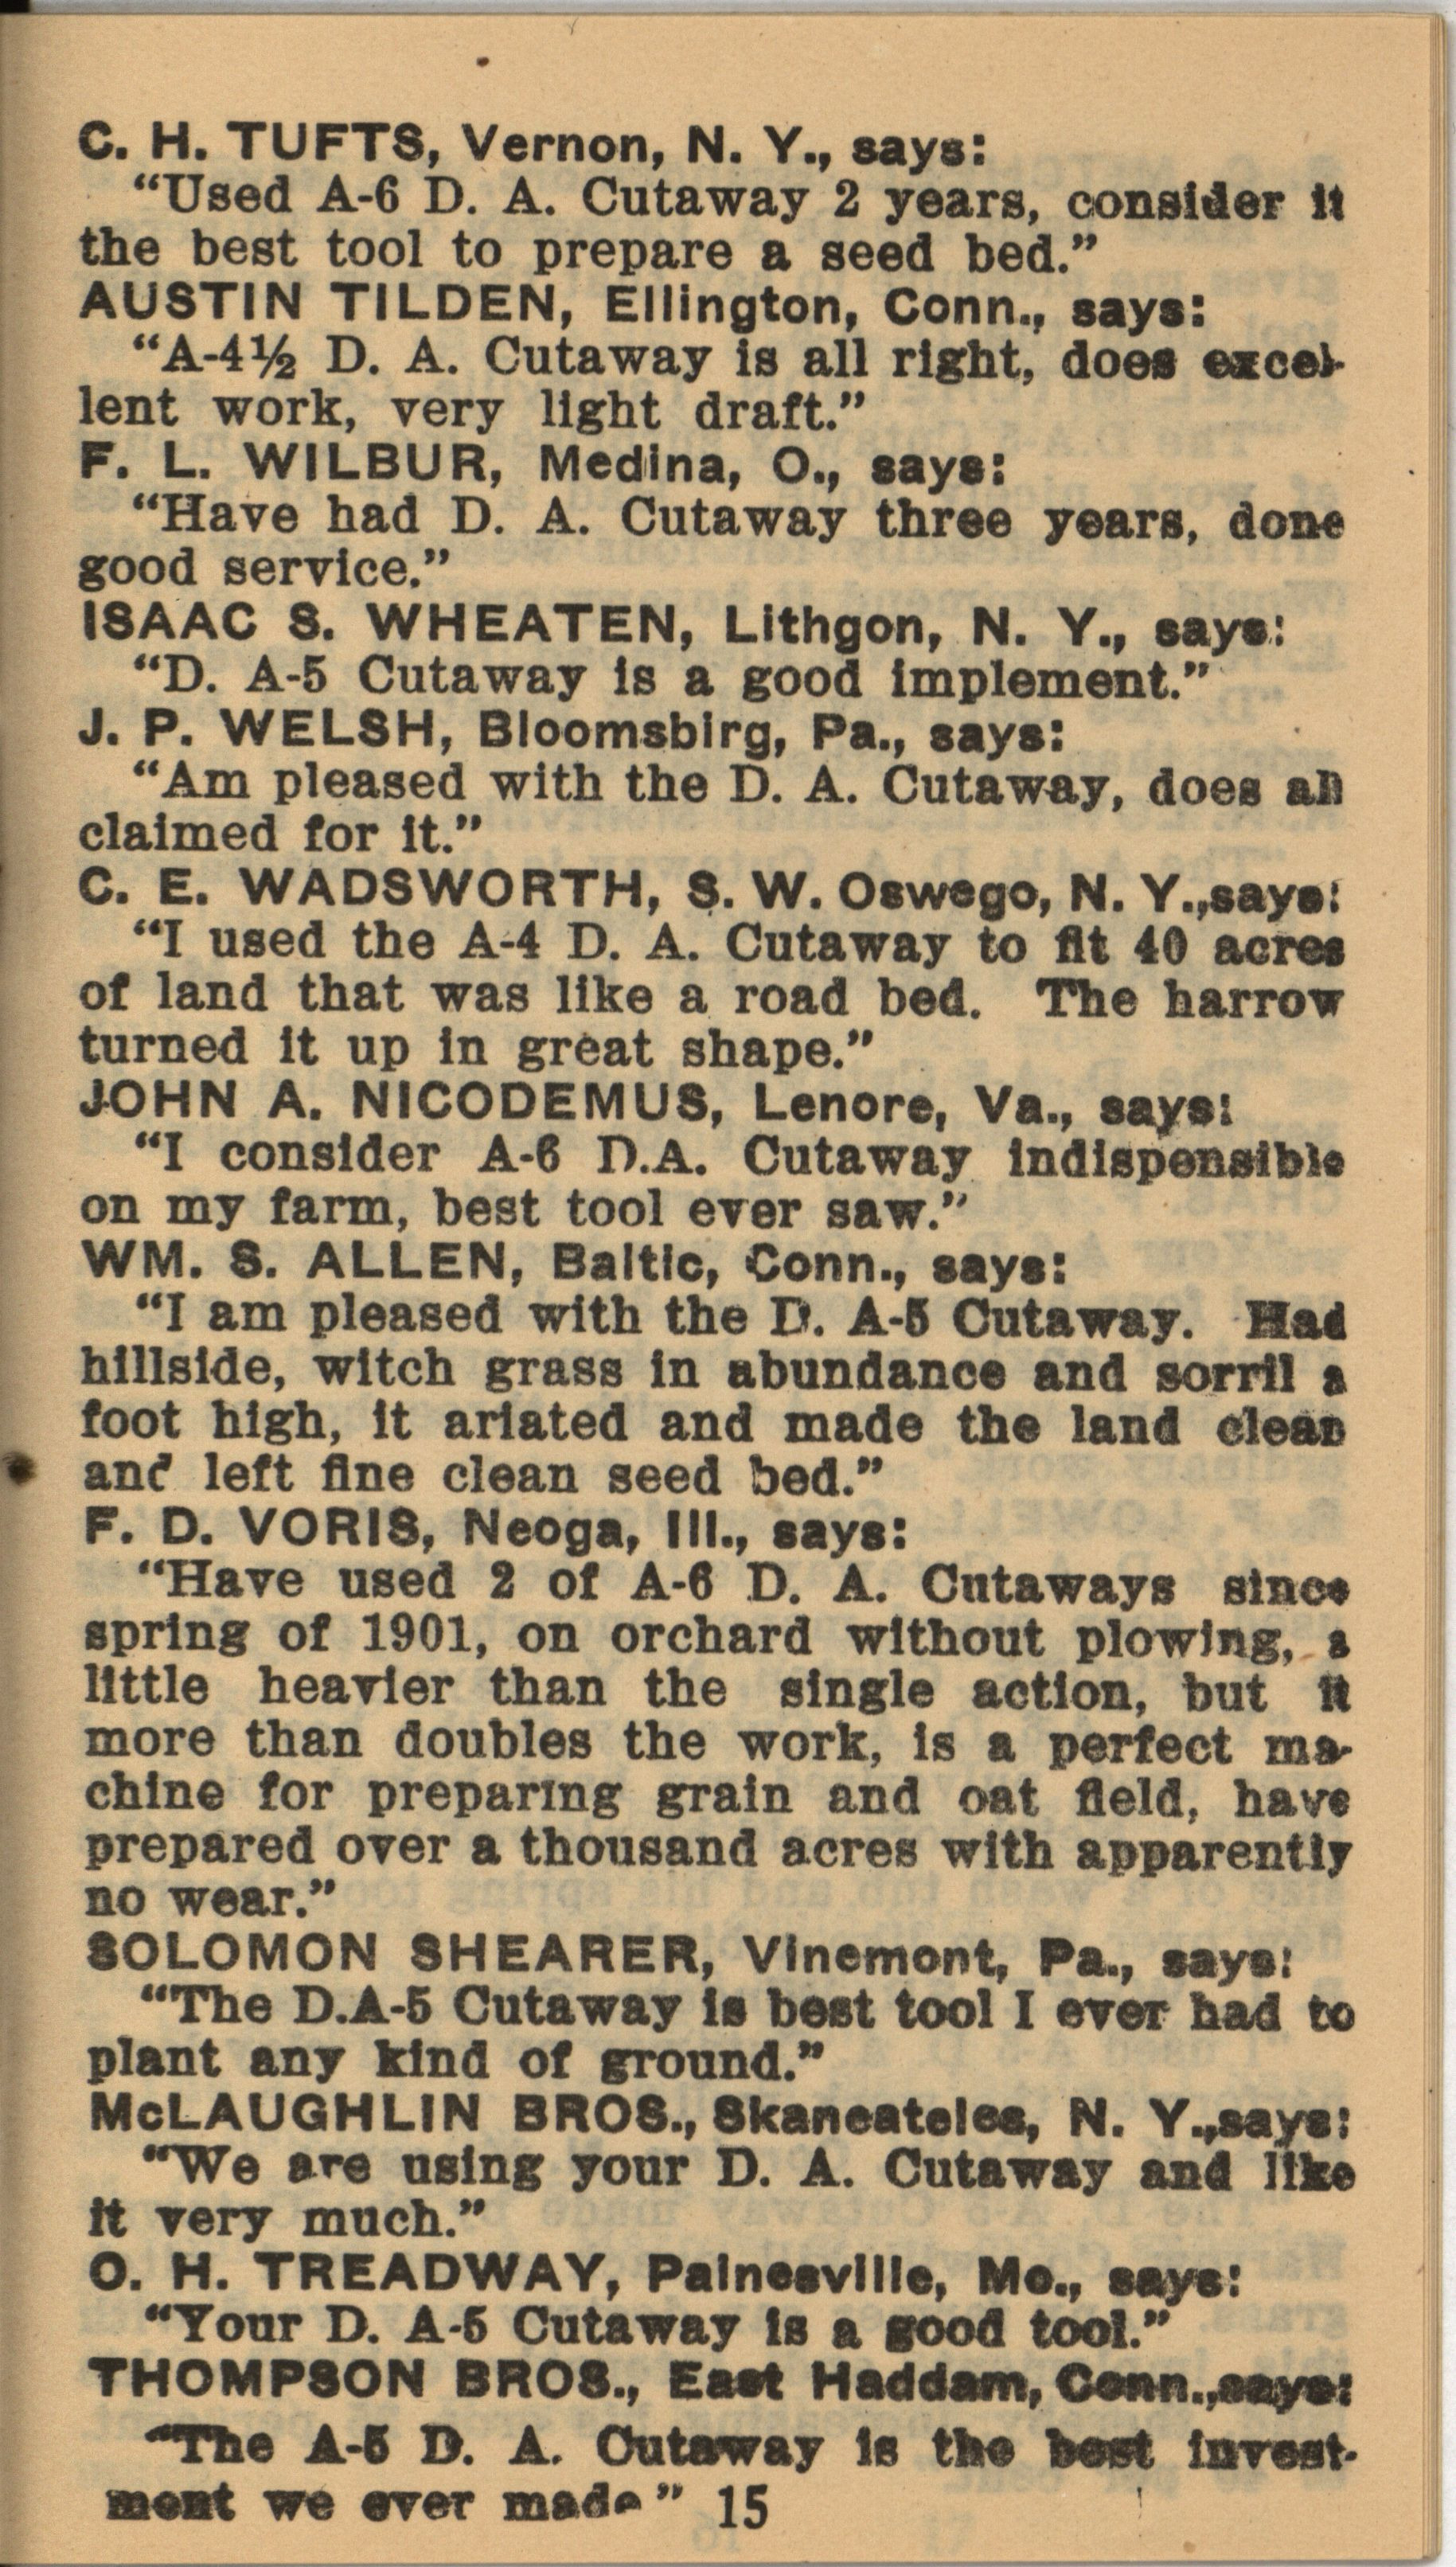 C. H. TUFTS, Vernon, N. Y., says:
"Used A-6 D. A. Cutaway 2 years, consider it
the best tool to prepare a seed bed."
AUSTIN TILDEN, Ellington, Conn., says:
"A-4½ D. A. Cutaway is all right, does excel-
lent work, very light draft."
F. L. WILBUR, Medina, O., says:
"Have had D. A. Cutaway three years, done
good service."
ISAAC S. WHEATEN, Lithgon, N. Y., says:
"D. A-5 Cutaway is a good implement."
J. P. WELSH, Bloomsbirg, Pa., says:
"Am pleased with the D. A. Cutaway, does all
claimed for it."
C. E. WADSWORTH, S. W. Oswego, N. Y.,says:
"I used the A-4 D. A. Cutaway to fit 40 acres
of land that was like a road bed. The harrow
turned it up in great shape."
JOHN A. NICODEMUS, Lenore, Va., says:
"I consider A-6 D.A. Cutaway indispensible
on my farm, best tool ever saw."
WM. S. ALLEN, Baltic, Conn., says:
"I am pleased with the D. A-5 Cutaway. Had
hillside, witch grass in abundance and sorril a
foot high, it ariated and made the land clean
and left fine clean seed bed."
F. D. VORIS, Neoga, Ill., says:
"Have used 2 of A-6 D. A. Cutaways since
spring of 1901, on orchard without plowing, a
little heavier than the single action, but it
more than doubles the work, is a perfect ma-
chine for preparing grain and oat field, have
prepared over a thousand acres with apparently
no wear."
SOLOMON SHEARER, Vinemont, Pa., says:
"The D.A-5 Cutaway is best tool I ever had to
plant any kind of ground."
McLAUGHLIN BROS., Skaneateles, N. Y.,says:
"We are using your D. A. Cutaway and like
it very much."
O. H. TREADWAY, Painesville, Mo., says:
"Your D. A-5 Cutaway is a good tool."
THOMPSON BROS., East Haddam, Conn.,says:
"The A-5 D. A. Cutaway is the best invest-
ment we ever made" 15